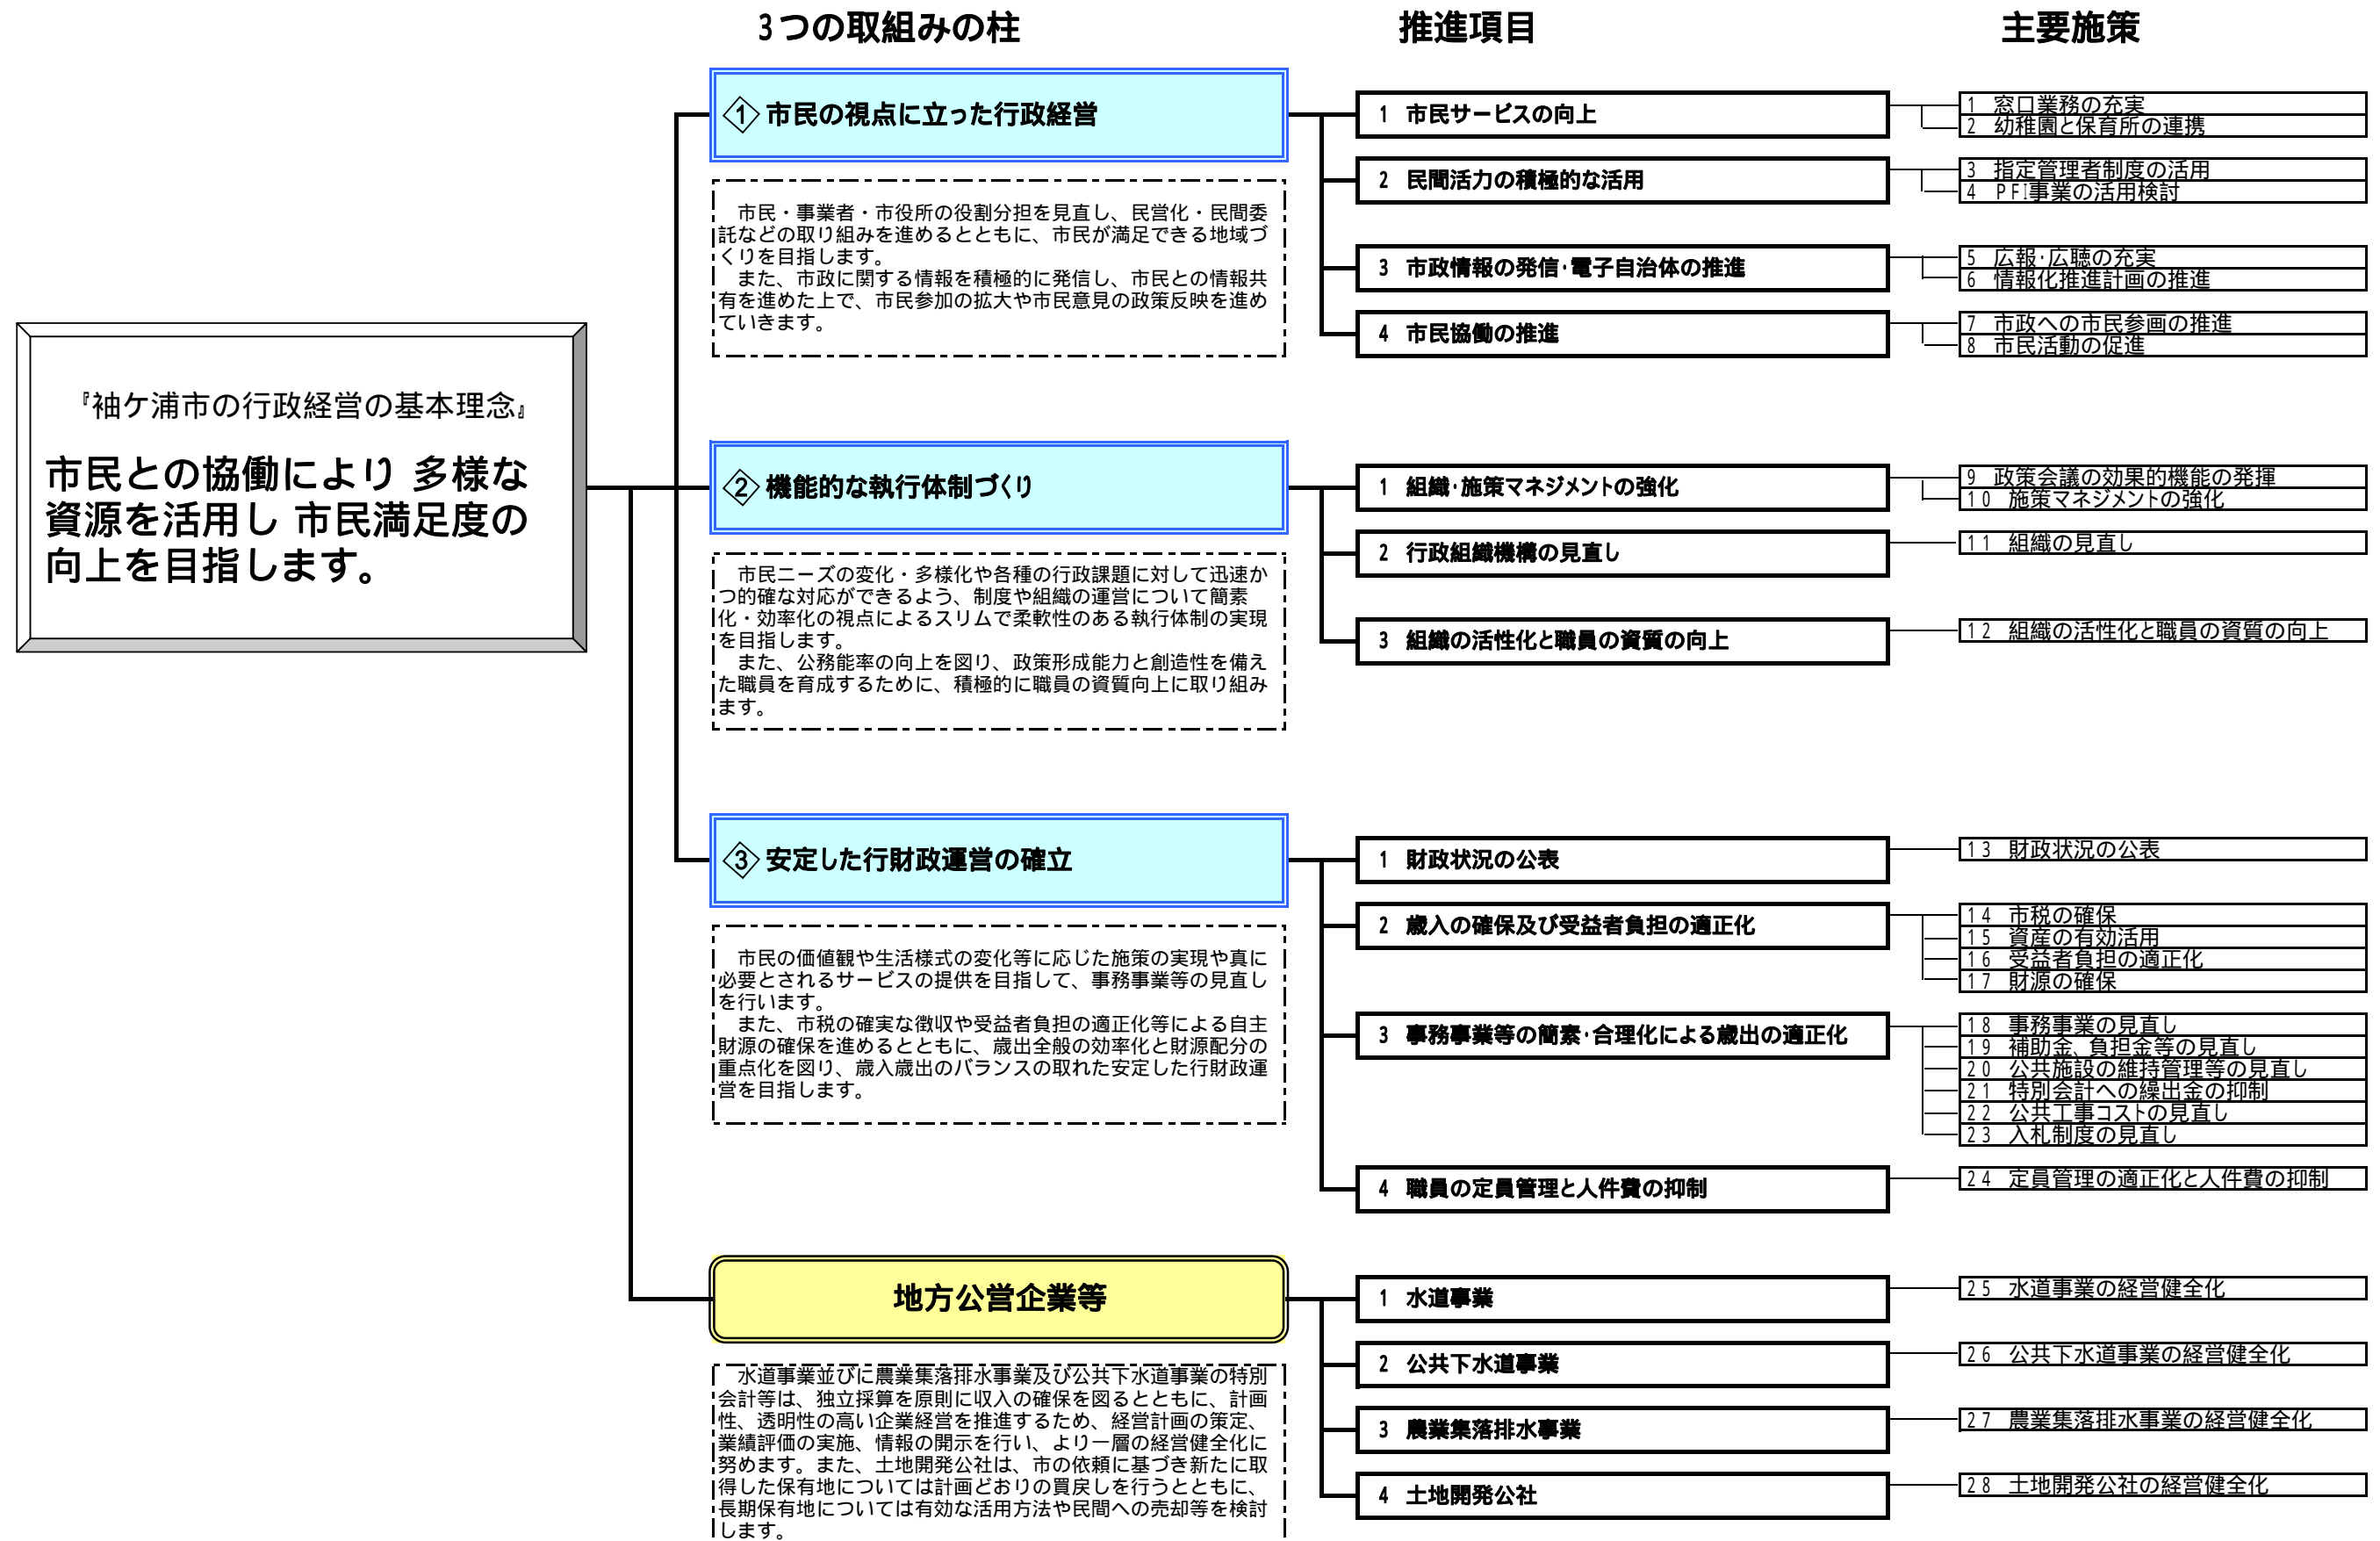 3つの取組みの柱
推進項目
主要施策
『袖ケ浦市の行政経営の基本理念』
市民との協働により 多様な
資源を活用し 市民満足度の
向上を目指します。
① 市民の視点に立った行政経営
市民・事業者・市役所の役割分担を見直し、民営化・民間委
託などの取り組みを進めるとともに、市民が満足できる地域づ
くりを目指します。
また、市政に関する情報を積極的に発信し、市民との情報共
有を進めた上で、市民参加の拡大や市民意見の政策反映を進め
ていきます。
1 市民サービスの向上
1 窓口業務の充実
2 幼稚園と保育所の連携
2 民間活力の積極的な活用
3 指定管理者制度の活用
4 PFI事業の活用検討
3 市政情報の発信・電子自治体の推進
5 広報・広聴の充実
6 情報化推進計画の推進
4 市民協働の推進
7 市政への市民参画の推進
8 市民活動の促進
② 機能的な執行体制づくり
市民ニーズの変化・多様化や各種の行政課題に対して迅速か
つ的確な対応ができるよう、制度や組織の運営について簡素
化・効率化の視点によるスリムで柔軟性のある執行体制の実現
を目指します。
また、公務能率の向上を図り、政策形成能力と創造性を備え
た職員を育成するために、積極的に職員の資質向上に取り組み
ます。
1 組織・施策マネジメントの強化
9 政策会議の効果的機能の発揮
10 施策マネジメントの強化
2 行政組織機構の見直し
11 組織の見直し
3 組織の活性化と職員の資質の向上
12 組織の活性化と職員の資質の向上
③ 安定した行財政運営の確立
市民の価値観や生活様式の変化等に応じた施策の実現や真に
必要とされるサービスの提供を目指して、事務事業等の見直し
を行います。
また、市税の確実な徴収や受益者負担の適正化等による自主
財源の確保を進めるとともに、歳出全般の効率化と財源配分の
重点化を図り、歳入歳出のバランスの取れた安定した行財政運
営を目指します。
1 財政状況の公表
13 財政状況の公表
2 歳入の確保及び受益者負担の適正化
14 市税の確保
15 資産の有効活用
16 受益者負担の適正化
17 財源の確保
3 事務事業等の簡素・合理化による歳出の適正化
18 事務事業の見直し
19 補助金、負担金等の見直し
20 公共施設の維持管理等の見直し
21 特別会計への繰出金の抑制
22 公共工事コストの見直し
23 入札制度の見直し
4 職員の定員管理と人件費の抑制
24 定員管理の適正化と人件費の抑制
地方公営企業等
水道事業並びに農業集落排水事業及び公共下水道事業の特別
会計等は、独立採算を原則に収入の確保を図るとともに、計画
性、透明性の高い企業経営を推進するため、経営計画の策定、
業績評価の実施、情報の開示を行い、より一層の経営健全化に
努めます。また、土地開発公社は、市の依頼に基づき新たに取
得した保有地については計画どおりの買戻しを行うとともに、
長期保有地については有効な活用方法や民間への売却等を検討
します。
1 水道事業
25 水道事業の経営健全化
2 公共下水道事業
26 公共下水道事業の経営健全化
3 農業集落排水事業
27 農業集落排水事業の経営健全化
4 土地開発公社
28 土地開発公社の経営健全化